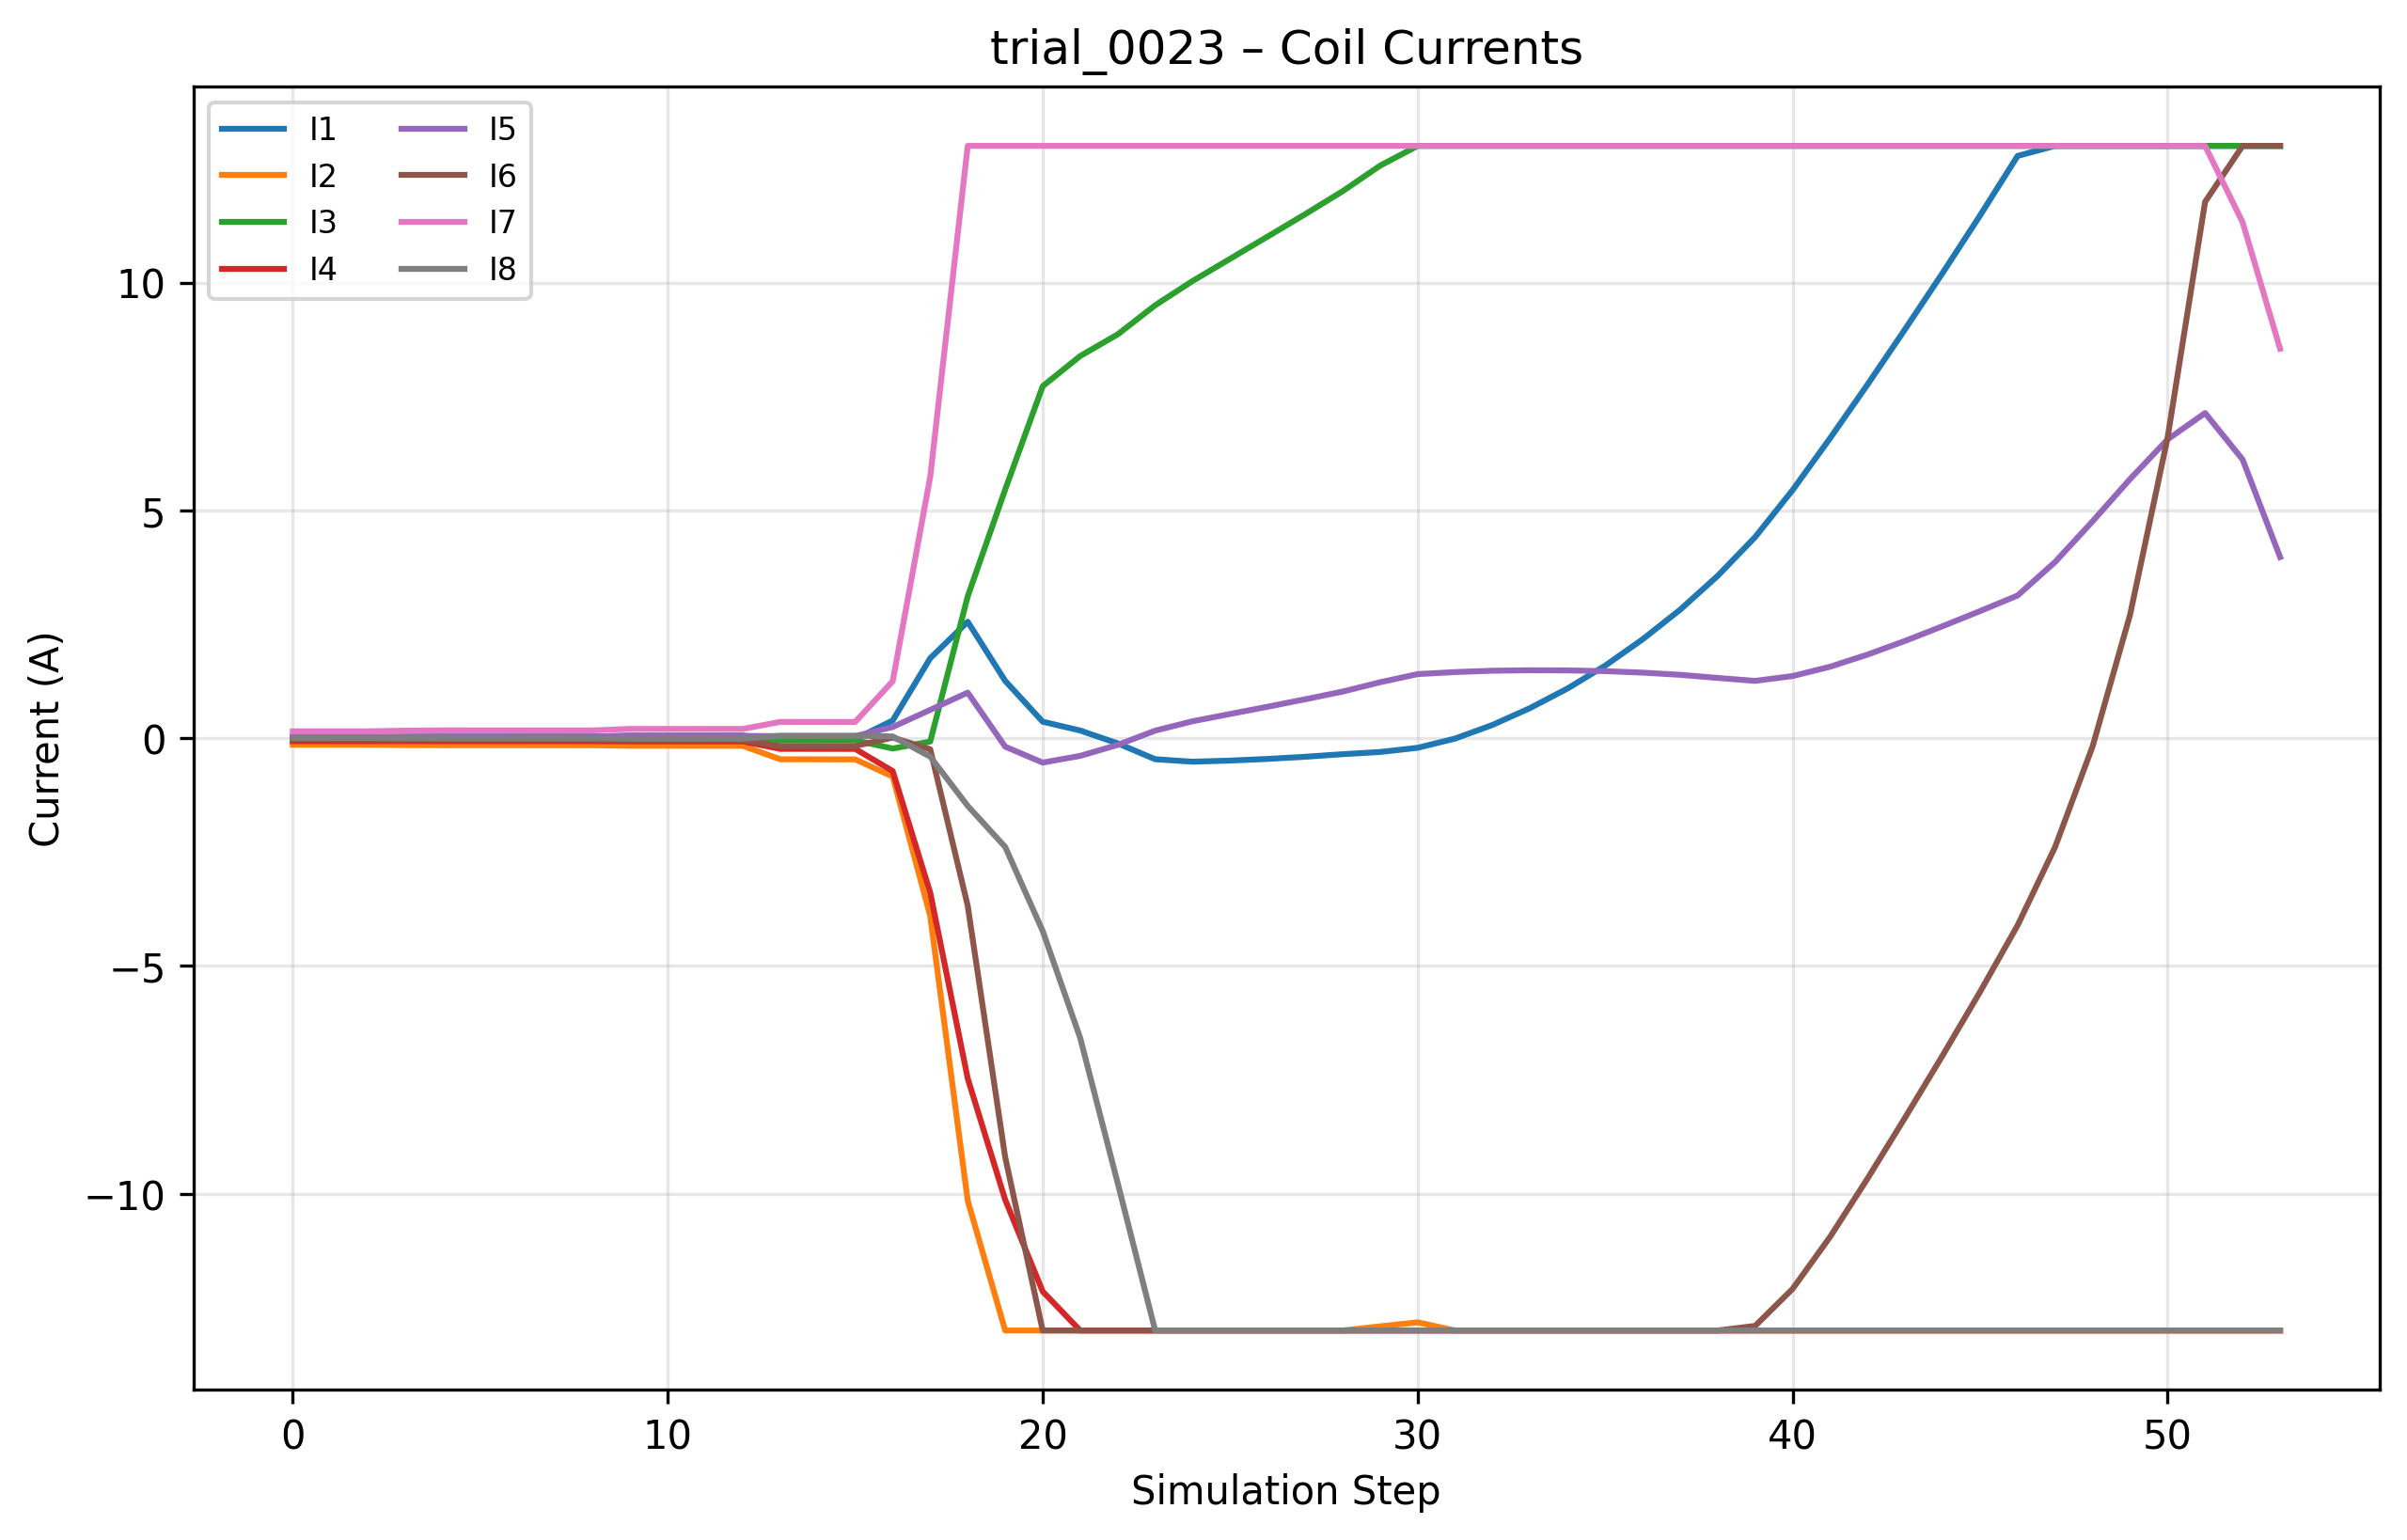 trial_0023 – Coil Currents
I1
I2
I3
I4
I5
I6
I7
I8
10
5
0
−5
−10
Current (A)
0
10
20
30
40
50
Simulation Step